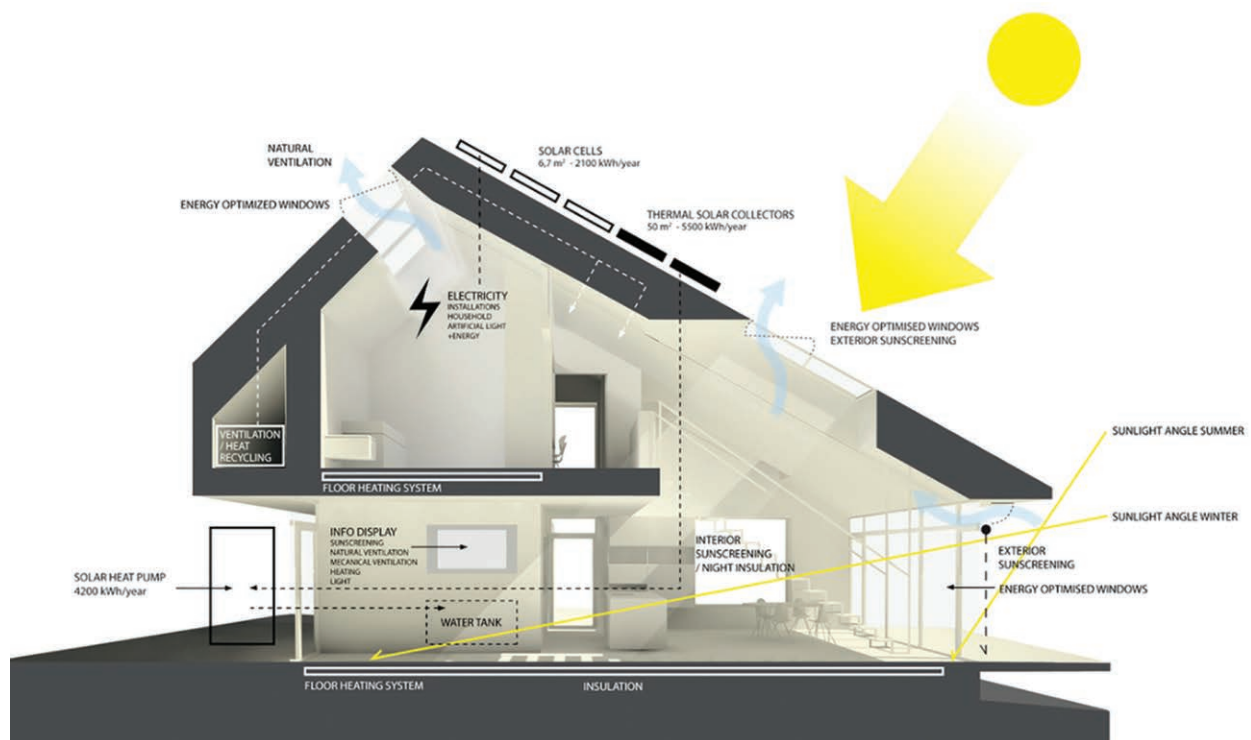 NATURAL
VENTILATION
SOLAR CELLS
6,7 m² - 2100 kWh/year
ENERGY OPTIMIZED WINDOWS
THERMAL SOLAR COLLECTORS
50 m² - 5500 kWh/year
ELECTRICITY
INSTALLATIONS
HOUSEHOLD
ARTIFICIAL LIGHT
+ENERGY
ENERGY OPTIMISED WINDOWS
EXTERIOR SUNSCREENING
VENTILATION
/ HEAT
RECYCLING
SUNLIGHT ANGLE SUMMER
FLOOR HEATING SYSTEM
SUNLIGHT ANGLE WINTER
INFO DISPLAY
SUNSCREENING
NATURAL VENTILATION
MECANICAL VENTILATION
HEATING
LIGHT
INTERIOR
SUNSCREENING
/ NIGHT INSULATION
EXTERIOR
SUNSCREENING
SOLAR HEAT PUMP
4200 kWh/year
ENERGY OPTIMISED WINDOWS
WATER TANK
FLOOR HEATING SYSTEM
INSULATION